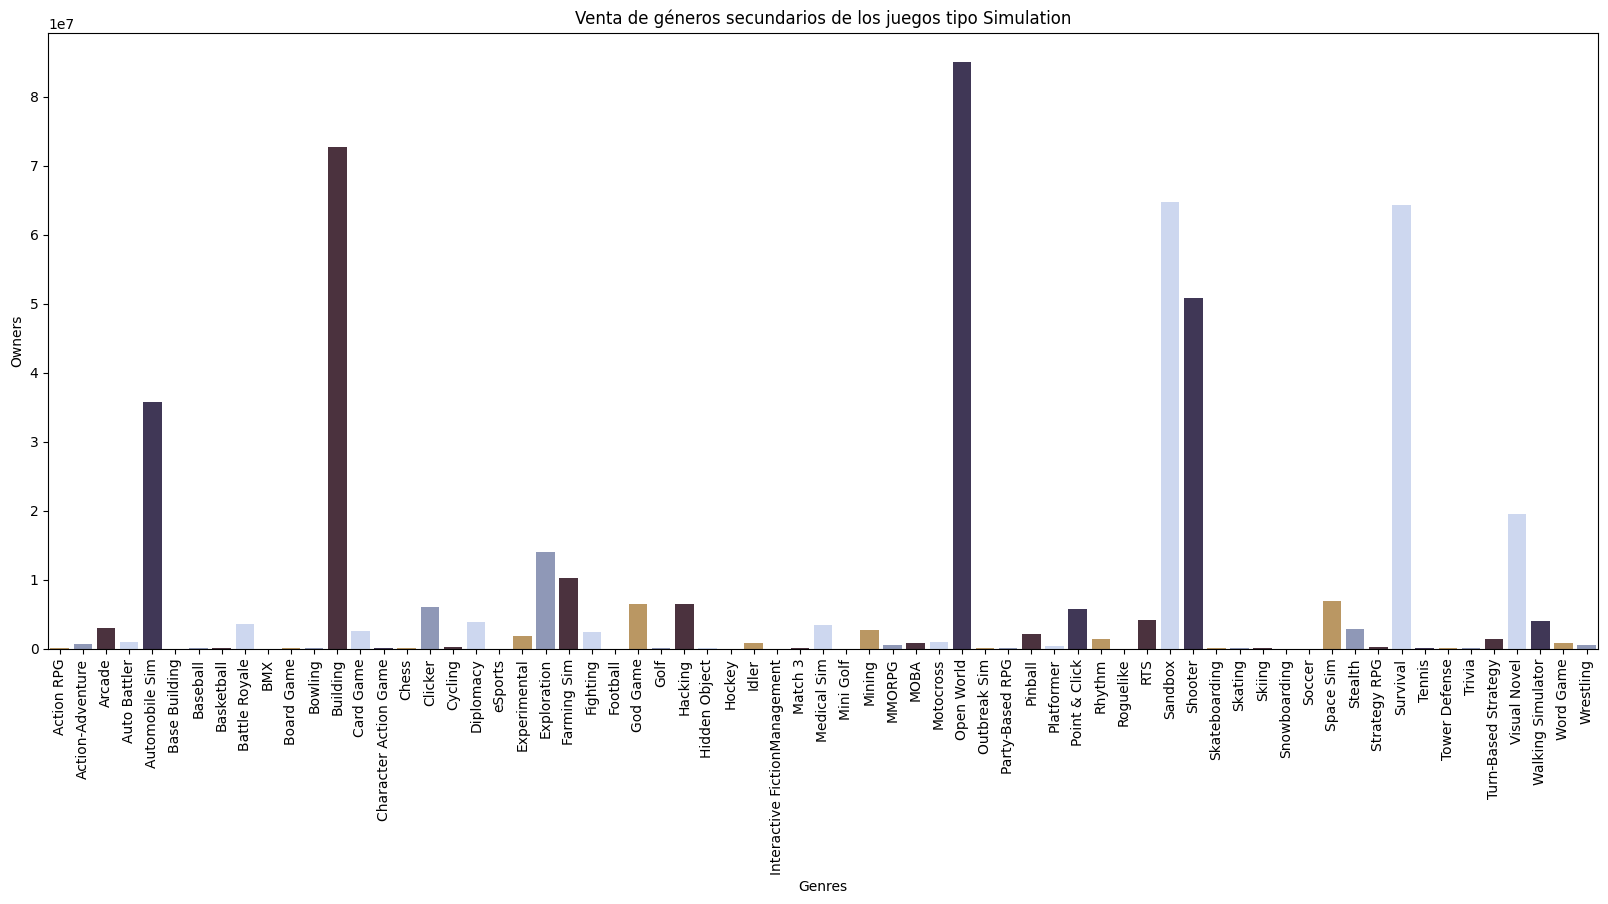 Venta de géneros secundarios de los juegos tipo Simulation
1e7
8
7
6
5
4
3
2
1
0
Owners
Action RPG
Action-Adventure
Arcade
Auto Battler
Automobile Sim
Base Building
Baseball
Basketball
Battle Royale
BMX
Board Game
Bowling
Building
Card Game
Character Action Game
Chess
Clicker
Cycling
Diplomacy
eSports
Experimental
Exploration
Farming Sim
Fighting
Football
God Game
Golf
Hacking
Hidden Object
Hockey
Idler
Interactive FictionManagement
Match 3
Medical Sim
Mini Golf
Mining
MMORPG
MOBA
Motocross
Open World
Outbreak Sim
Party-Based RPG
Pinball
Platformer
Point & Click
Rhythm
Roguelike
RTS
Sandbox
Shooter
Skateboarding
Skating
Skiing
Snowboarding
Soccer
Space Sim
Stealth
Strategy RPG
Survival
Tennis
Tower Defense
Trivia
Turn-Based Strategy
Visual Novel
Walking Simulator
Word Game
Wrestling
Genres